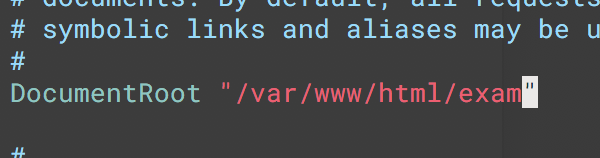 # documents. By default, all requests
# symbolic links and aliases may be u
#
DocumentRoot "/var/www/html/exam"
#